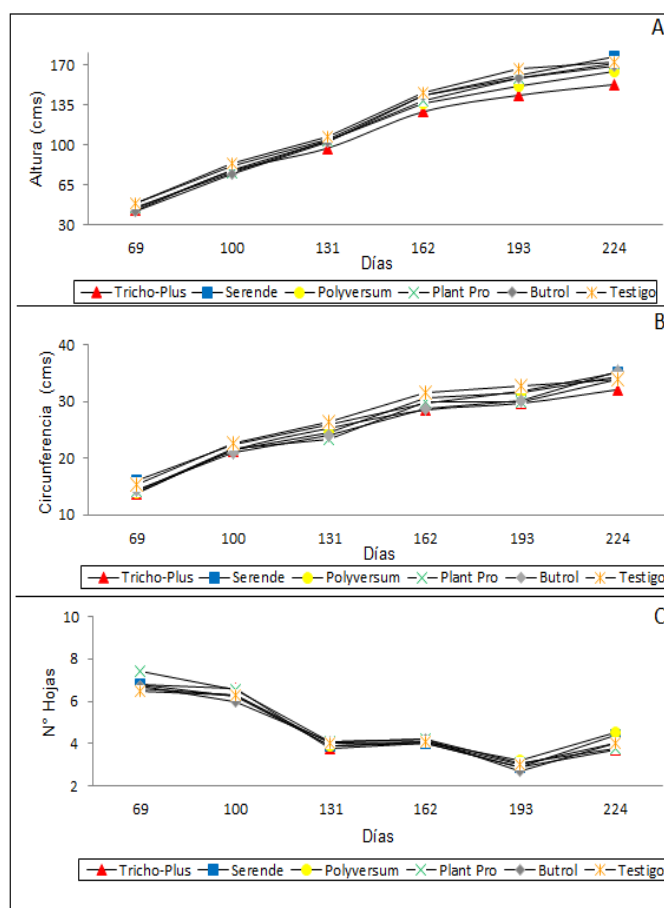 A
Altura (cms)
170
135
100
65
30
69 100 131 162 193 224
Días
Tricho-Plus Serende Polyversum Plant Pro Butrol Testigo
B
Circunferencia (cms)
40
30
20
10
69 100 131 162 193 224
Días
Tricho-Plus Serende Polyversum Plant Pro Butrol Testigo
C
N° Hojas
10
8
6
4
2
69 100 131 162 193 224
Días
Tricho-Plus Serende Polyversum Plant Pro Butrol Testigo